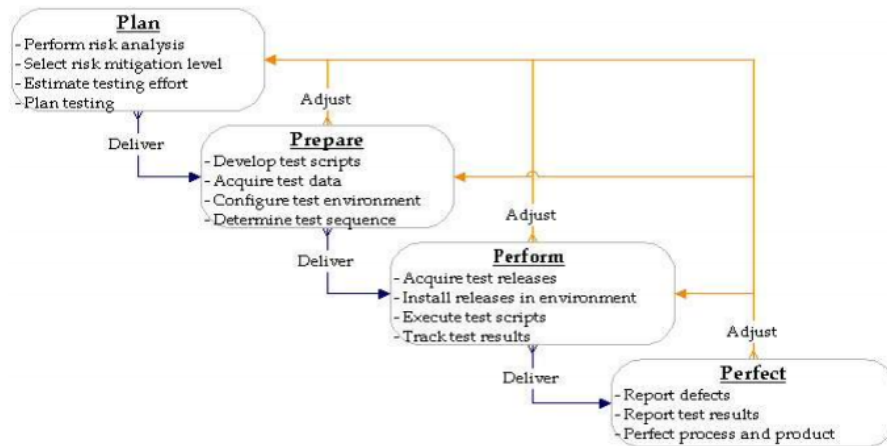 Plan
- Perform risk analysis
- Select risk mitigation level
- Estimate testing effort
- Plan testing
Adjust
Deliver
Prepare
- Develop test scripts
- Acquire test data
- Configure test environment
- Determine test sequence
Adjust
Deliver
Perform
- Acquire test releases
- Install releases in environment
- Execute test scripts
- Track test results
Adjust
Deliver
Perfect
- Report defects
- Report test results
- Perfect process and product